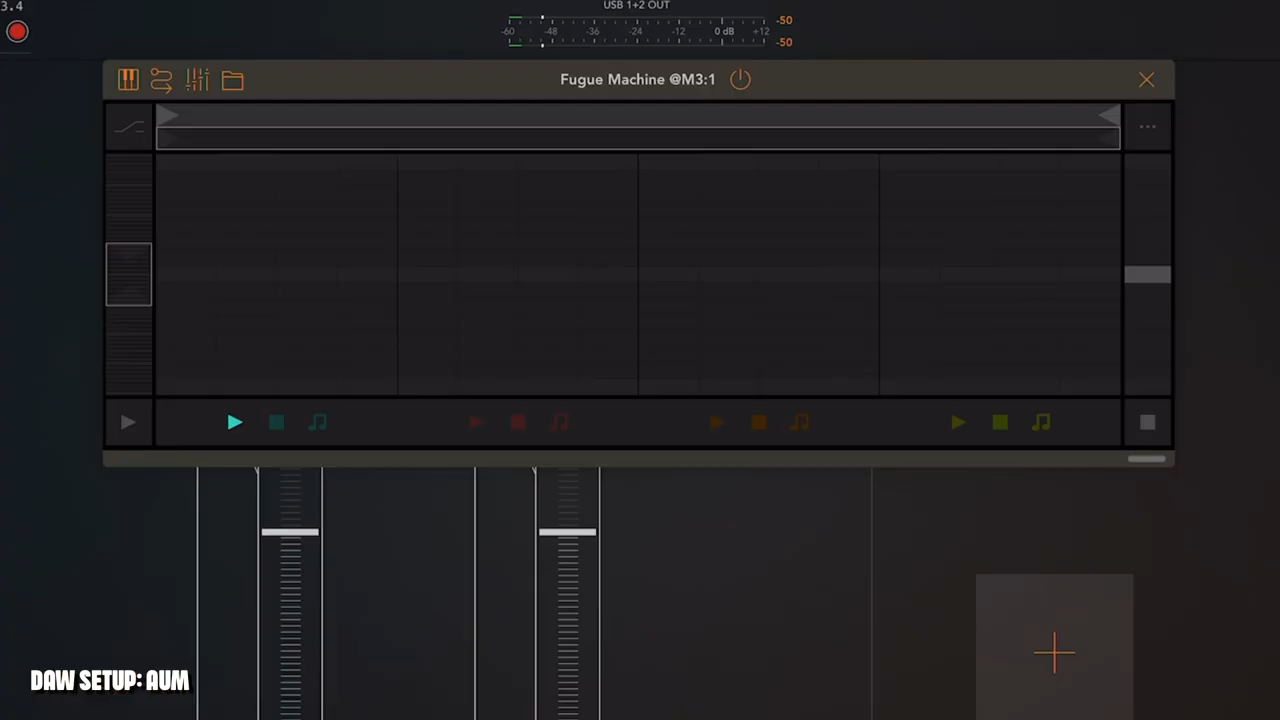 3.4
USB 1+2 OUT
-50
-60 -48 -36 -24 -12 0 dB +12
-50
Fugue Machine @M3:1
DAW SETUP: AUM